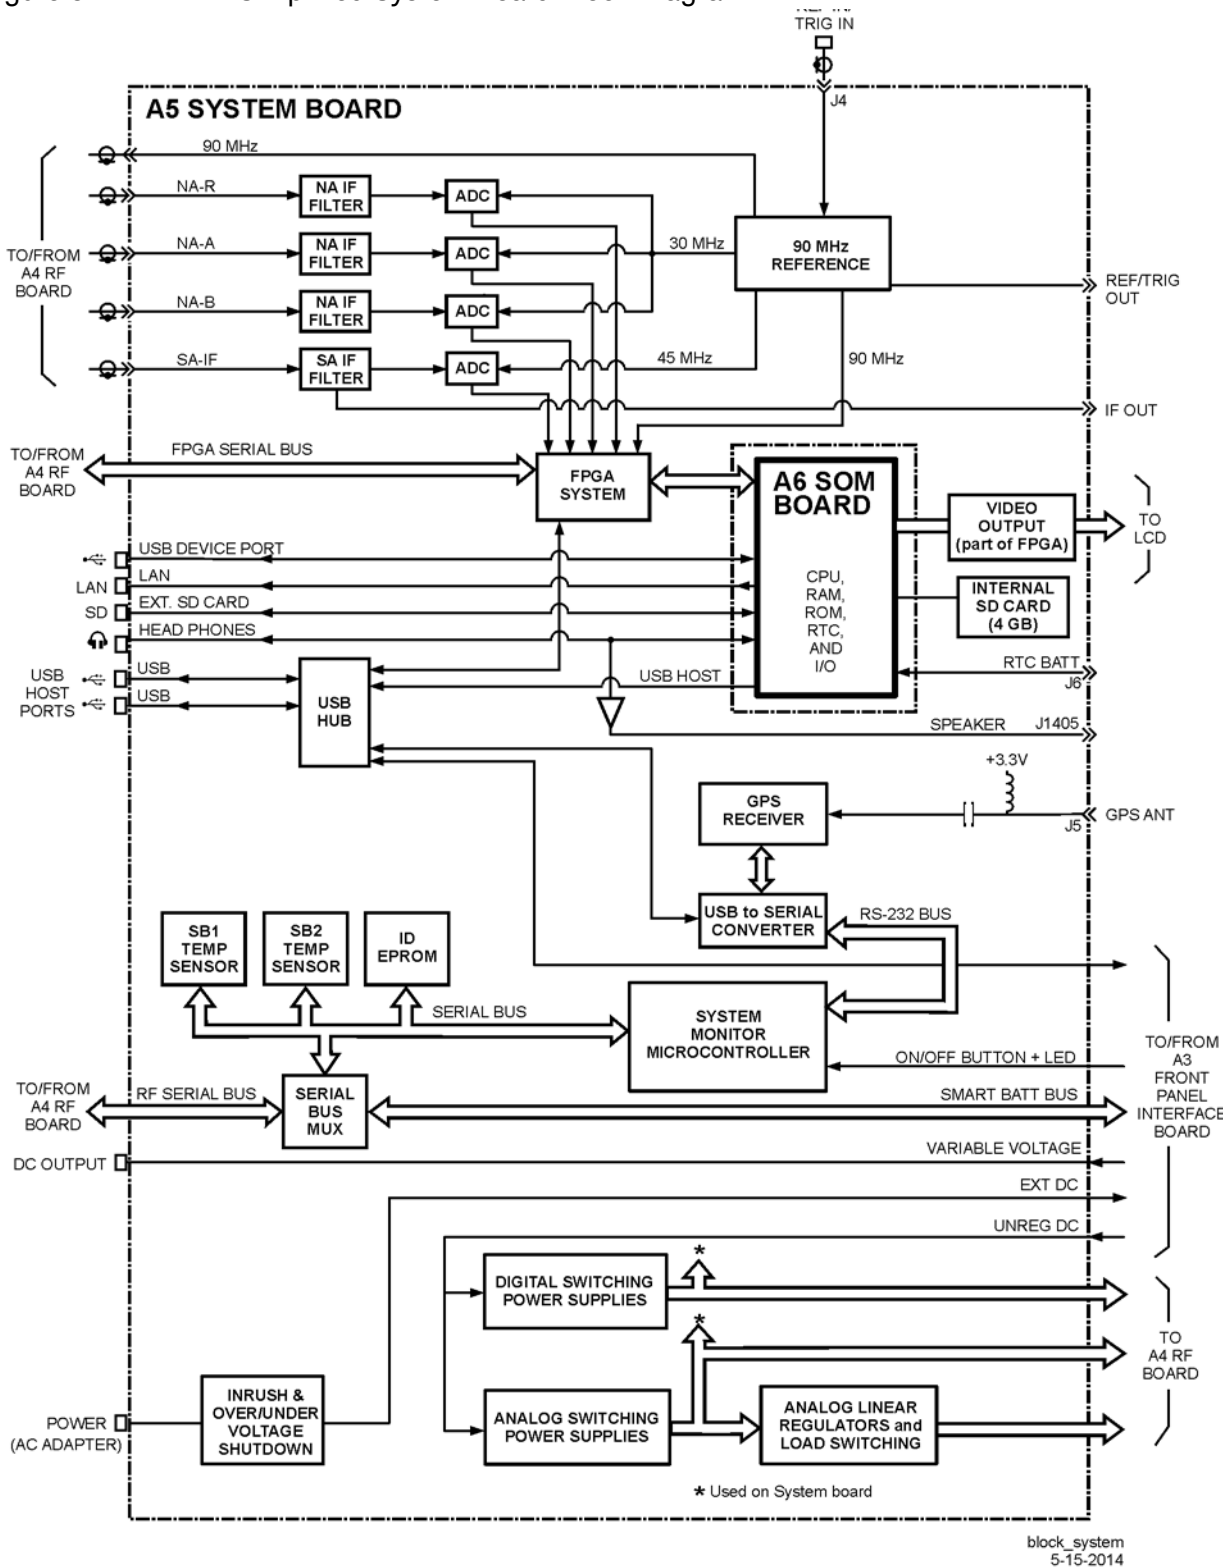 TRIG IN
J4
A5 SYSTEM BOARD
90 MHz
NA-R
NA IF
FILTER
ADC
NA-A
NA IF
FILTER
ADC
30 MHz
90 MHz
REFERENCE
TO/FROM
A4 RF
BOARD
REF/TRIG
OUT
NA-B
NA IF
FILTER
ADC
SA-IF
SA IF
FILTER
ADC
45 MHz
90 MHz
IF OUT
TO/FROM
A4 RF
BOARD
FPGA SERIAL BUS
FPGA
SYSTEM
A6 SOM
BOARD
CPU,
RAM,
ROM,
RTC,
AND
I/O
VIDEO
OUTPUT
(part of FPGA)
TO
LCD
INTERNAL
SD CARD
(4 GB)
USB DEVICE PORT
LAN
LAN
SD
EXT. SD CARD
HEAD PHONES
RTC BATT
J6
USB
HOST
PORTS
USB
USB
USB
HUB
USB HOST
SPEAKER
J1405
+3.3V
GPS
RECEIVER
J5
GPS ANT
USB to SERIAL
CONVERTER
RS-232 BUS
SB1
TEMP
SENSOR
SB2
TEMP
SENSOR
ID
EPROM
SERIAL BUS
SYSTEM
MONITOR
MICROCONTROLLER
ON/OFF BUTTON + LED
TO/FROM
A3
FRONT
PANEL
INTERFACE
BOARD
TO/FROM
A4 RF
BOARD
RF SERIAL BUS
SERIAL
BUS
MUX
SMART BATT BUS
DC OUTPUT
VARIABLE VOLTAGE
EXT DC
UNREG DC
*
DIGITAL SWITCHING
POWER SUPPLIES
*
TO
A4 RF
BOARD
POWER
(AC ADAPTER)
INRUSH &
OVER/UNDER
VOLTAGE
SHUTDOWN
ANALOG SWITCHING
POWER SUPPLIES
ANALOG LINEAR
REGULATORS and
LOAD SWITCHING
* Used on System board
block_system
5-15-2014